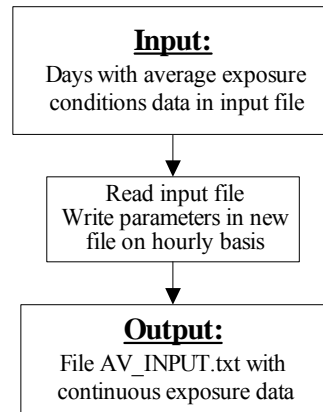 Input:
Days with average exposure
conditions data in input file
Read input file
Write parameters in new
file on hourly basis
Output:
File AV_INPUT.txt with
continuous exposure data